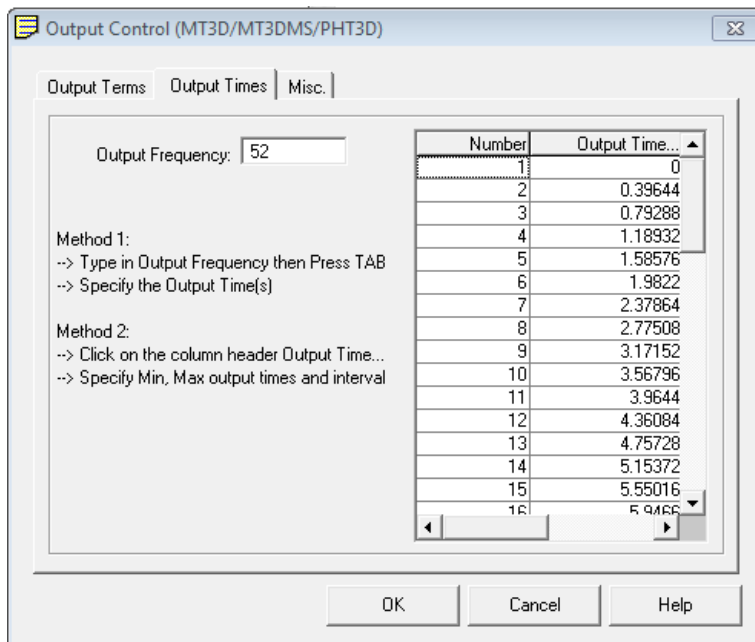 Output Control (MT3D/MT3DMS/PHT3D)
Output Terms
Output Times
Misc.
Output Frequency: 52
Method 1:
--> Type in Output Frequency then Press TAB
--> Specify the Output Time(s)
Method 2:
--> Click on the column header Output Time...
--> Specify Min, Max output times and interval
Number Output Time...
1 0
2 0.39644
3 0.79288
4 1.18932
5 1.58576
6 1.9822
7 2.37864
8 2.77508
9 3.17152
10 3.56796
11 3.9644
12 4.36084
13 4.75728
14 5.15372
15 5.55016
16 5.9466
OK
Cancel
Help